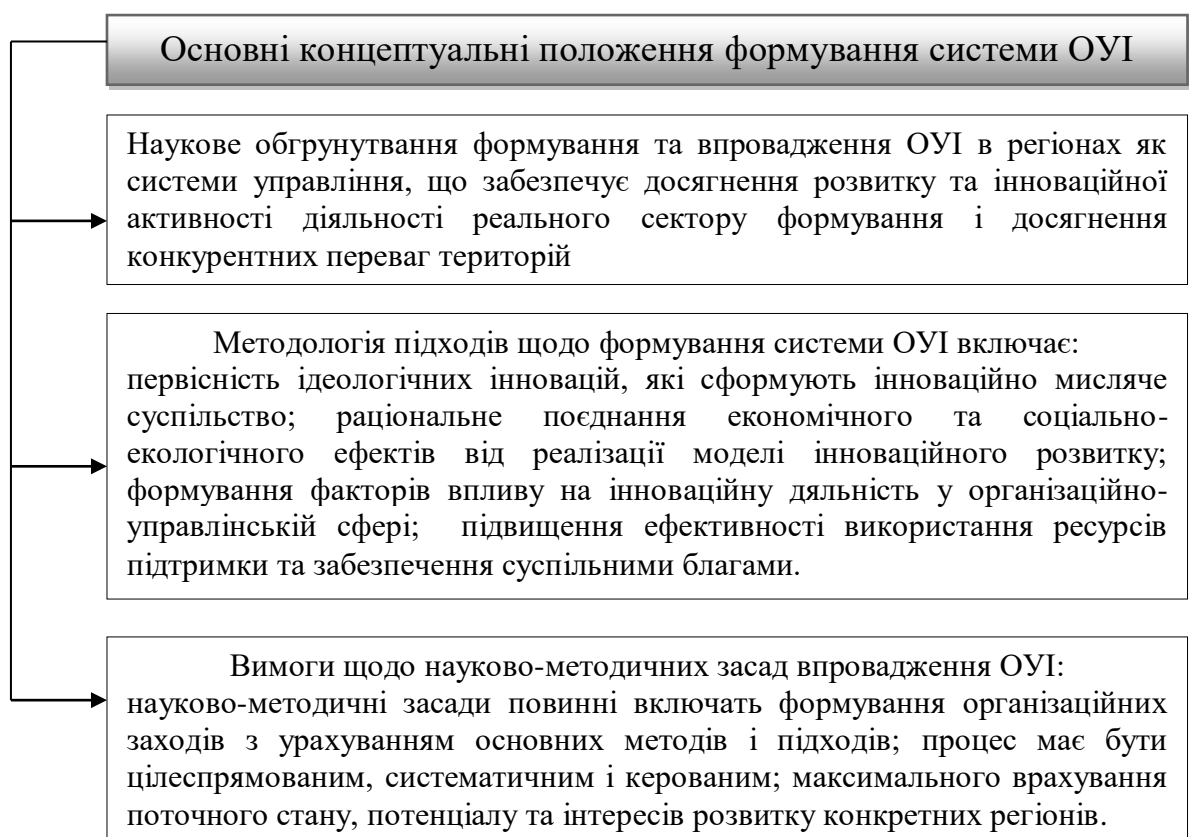 Основні концептуальні положення формування системи ОУІ
Наукове обгрунутвання формування та впровадження ОУІ в регіонах як
системи управління, що забезпечує досягнення розвитку та інноваційної
активності діяльності реального сектору формування і досягнення
конкурентних переваг територій
Методологія підходів щодо формування системи ОУІ включає:
первісність ідеологічних інновацій, які сформують інноваційно мисляче
суспільство; раціональне поєднання економічного та соціально-
екологічного ефектів від реалізації моделі інноваційного розвитку;
формування факторів впливу на інноваційну дяльність у організаційно-
управлінській сфері; підвищення ефективності використання ресурсів
підтримки та забезпечення суспільними благами.
Вимоги щодо науково-методичних засад впровадження ОУІ:
науково-методичні засади повинні включать формування організаційних
заходів з урахуванням основних методів і підходів; процес має бути
цілеспрямованим, систематичним і керованим; максимального врахування
поточного стану, потенціалу та інтересів розвитку конкретних регіонів.